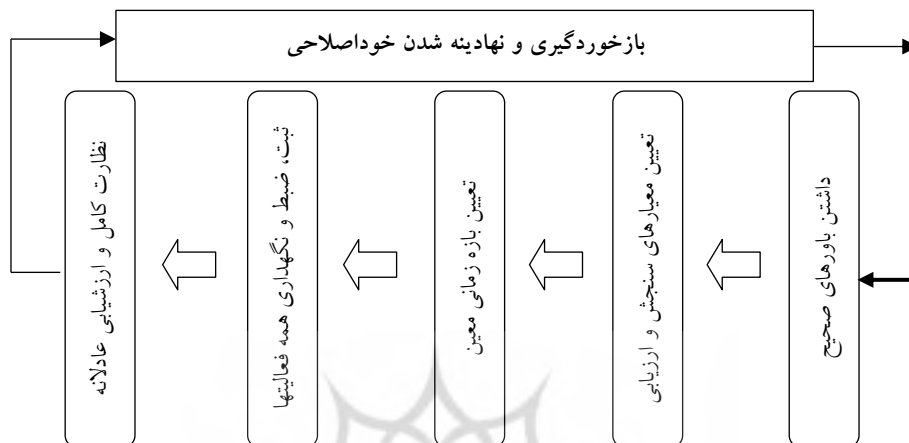 بازخوردگیری و نهادینه شدن خوداصلاحی
داشتن باورهای صحیح
تعیین معیارهای سنجش و ارزیابی
تعیین بازه زمانی معین
ثبت، ضبط و نگهداری همه فعالیتها
نظارت کامل و ارزشیابی عادلانه